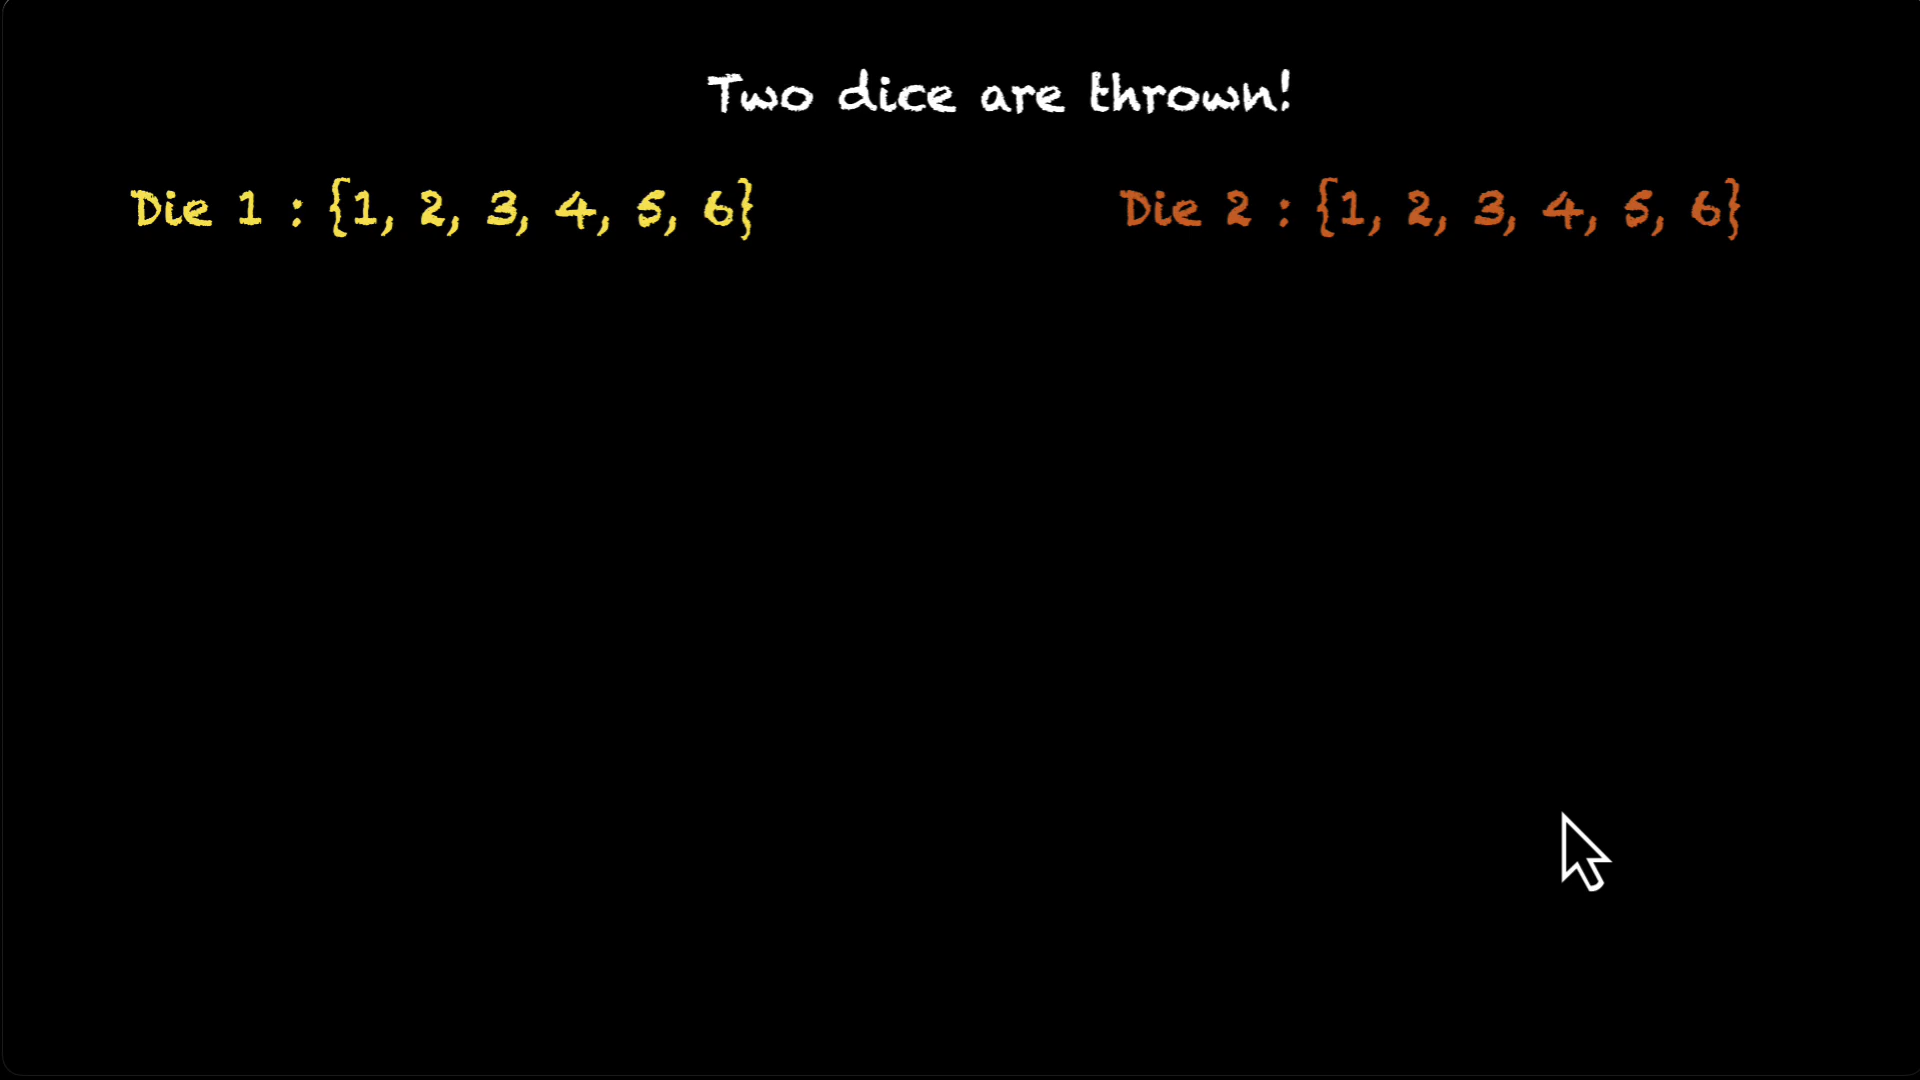 Two dice are thrown!
Die 1 : {1, 2, 3, 4, 5, 6}
Die 2 : {1, 2, 3, 4, 5, 6}